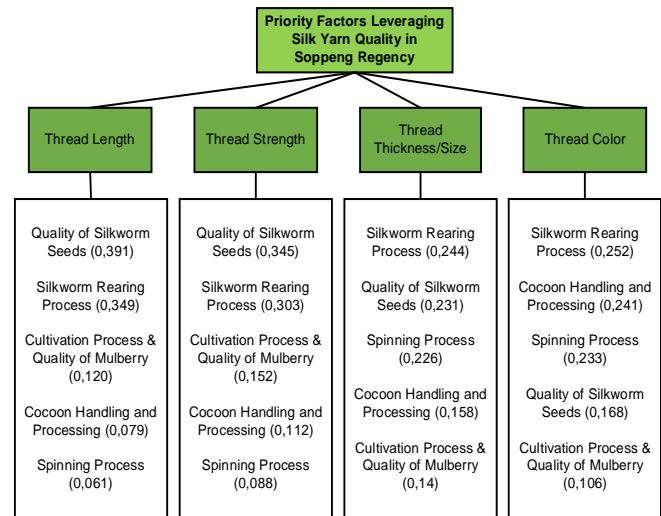 Priority Factors Leveraging
Silk Yarn Quality in
Soppeng Regency
Thread Length
Thread Strength
Thread
Thickness/Size
Thread Color
Quality of Silkworm
Seeds (0,391)
Silkworm Rearing
Process (0,349)
Cultivation Process &
Quality of Mulberry
(0,120)
Cocoon Handling and
Processing (0,079)
Spinning Process
(0,061)
Quality of Silkworm
Seeds (0,345)
Silkworm Rearing
Process (0,303)
Cultivation Process &
Quality of Mulberry
(0,152)
Cocoon Handling and
Processing (0,112)
Spinning Process
(0,088)
Silkworm Rearing
Process (0,244)
Quality of Silkworm
Seeds (0,231)
Spinning Process
(0,226)
Cocoon Handling and
Processing (0,158)
Cultivation Process &
Quality of Mulberry
(0,14)
Silkworm Rearing
Process (0,252)
Cocoon Handling and
Processing (0,241)
Spinning Process
(0,233)
Quality of Silkworm
Seeds (0,168)
Cultivation Process &
Quality of Mulberry
(0,106)